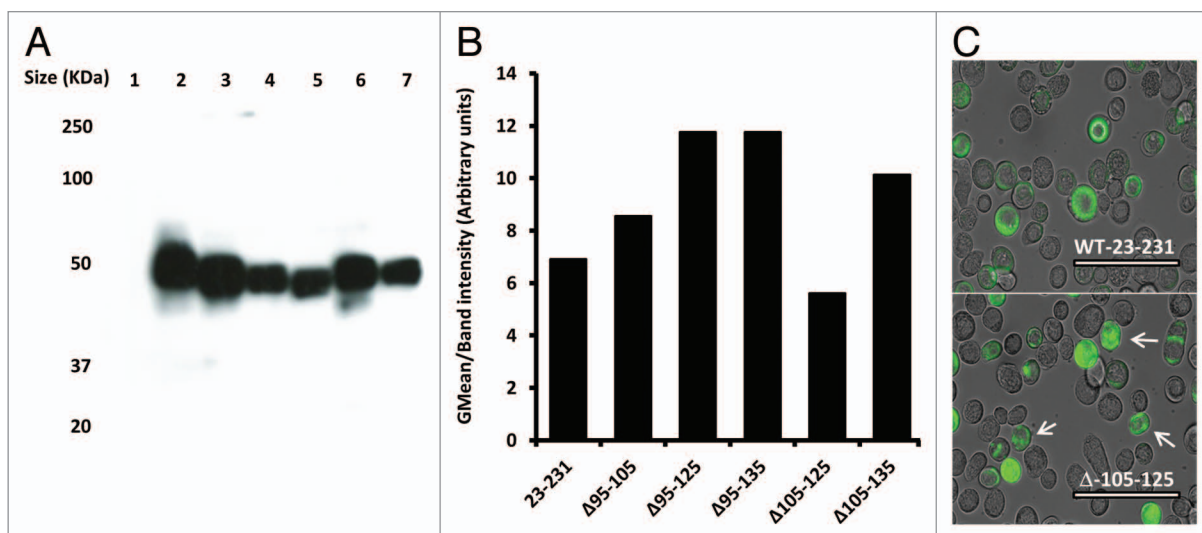 A
Size (KDa) 1 2 3 4 5 6 7
250
100
50
37
20
B
GMean/Band intensity (Arbitrary units)
14
12
10
8
6
4
2
0
23-231
Δ95-105
Δ95-125
Δ95-135
Δ105-125
Δ105-135
C
WT-23-231
Δ-105-125